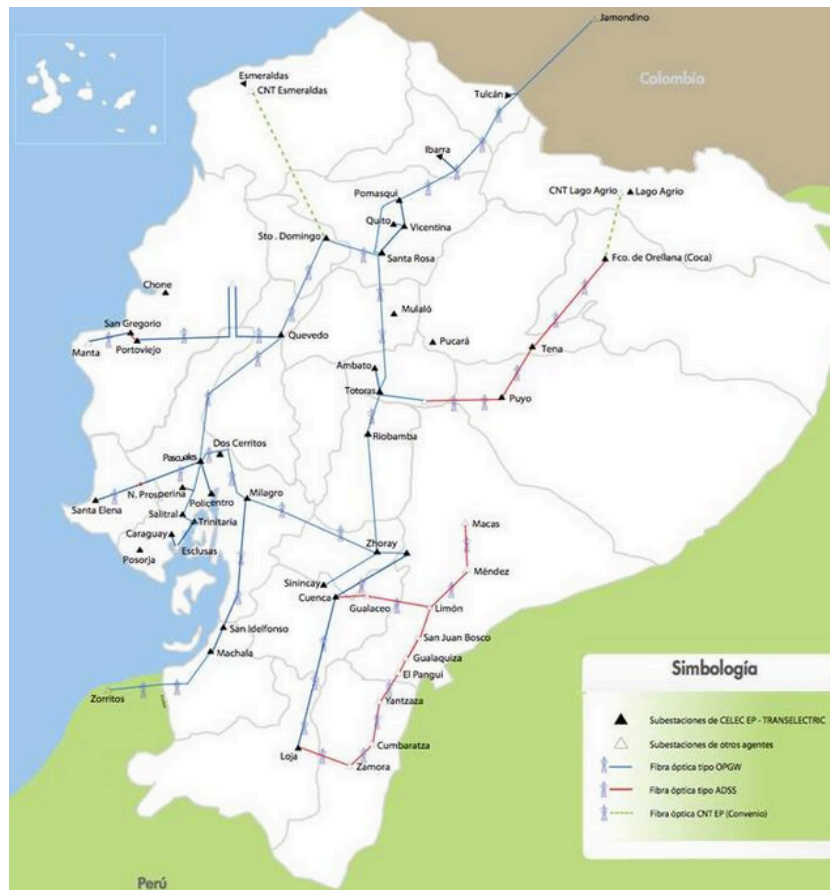 Jamondino
Colombia
Esmeraldas
CNT Esmeraldas
Tulcán
Ibarra
Pomasqui
CNT Lago Agrio
Lago Agrio
Quito
Vicentina
Sto. Domingo
Santa Rosa
Fco. de Orellana (Coca)
Chone
Mulaló
San Gregorio
Quevedo
Pucará
Manta
Portoviejo
Tena
Ambato
Totoras
Puyo
Riobamba
Dos Cerritos
Pascuales
N. Prosperina
Milagro
Policentro
Santa Elena
Salitral
Trinitaria
Macas
Caraguay
Esclusas
Zhoray
Posorja
Méndez
Sinincay
Cuenca
Gualaceo
Limón
San Idelfonso
San Juan Bosco
Machala
Gualaquiza
El Pangui
Zorritos
Yantzaza
Cumbaratza
Loja
Zamora
Perú
Simbología
Subestaciones de CELEC EP - TRANSELECTRIC
Subestaciones de otros agentes
Fibra óptica tipo OPGW
Fibra óptica tipo ADSS
Fibra óptica CNT EP (Convenio)